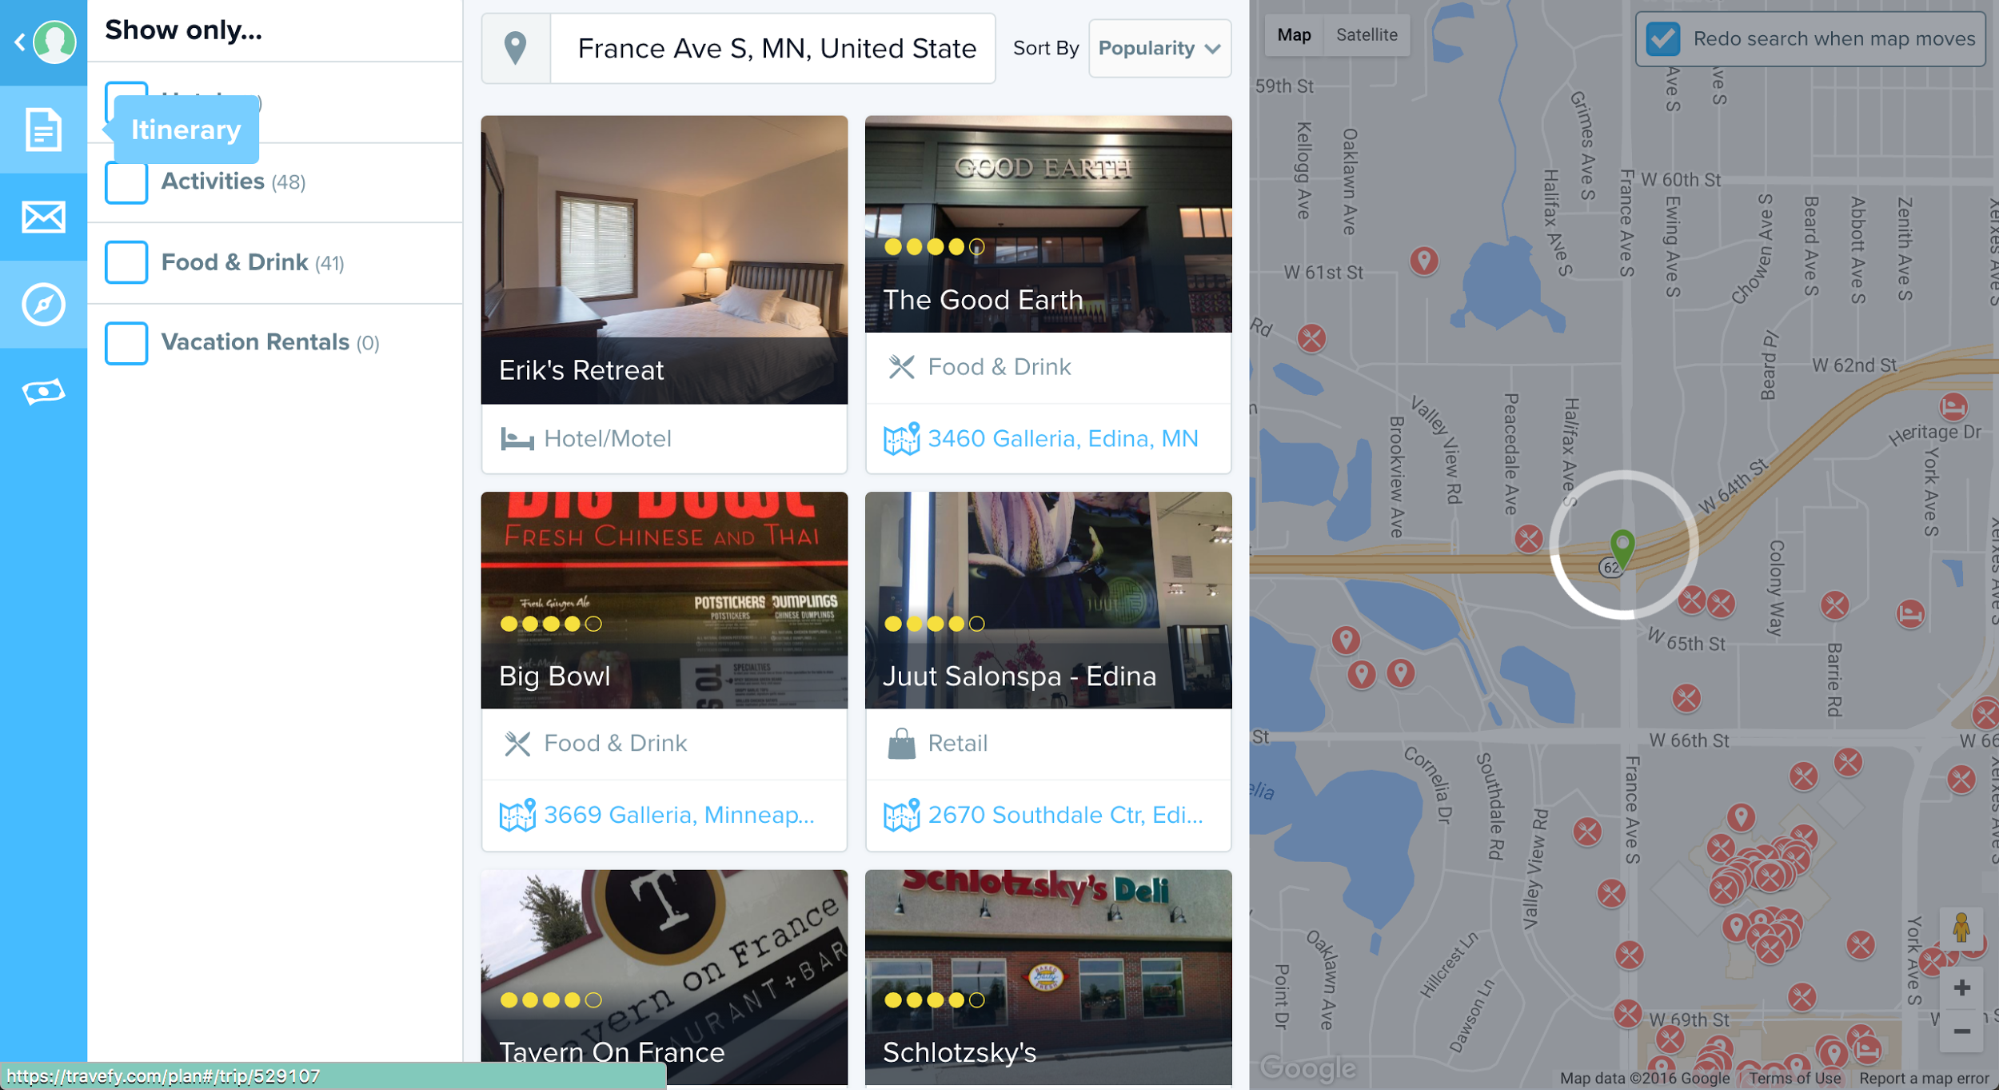 Show only...
Itinerary
Activities (48)
Food & Drink (41)
Vacation Rentals (0)
France Ave S, MN, United State
Sort By
Popularity
Erik's Retreat
Hotel/Motel
GOOD EARTH
The Good Earth
Food & Drink
3460 Galleria, Edina, MN
BIG BOWL
FRESH CHINESE AND THAI
Fresh Ginger Ale
POTSTICKERS DUMPLINGS
POTSTICKERS
CHINESE DUMPLINGS
SPECIALTIES
Big Bowl
Food & Drink
3669 Galleria, Minneap...
JUUT
Juut Salonspa - Edina
Retail
2670 Southdale Ctr, Edi...
T
Tavern on France
RESTAURANT+BAR
Tavern On France
Schlotzsky's Deli
Schlotzsky's
Map
Satellite
Redo search when map moves
59th St
Kellogg Ave
Oaklawn Ave
Grimes Ave S
Halifax Ave S
France Ave S
W 60th St
Ewing Ave S
Chowen Ave S
Beard Ave S
Abbott Ave S
Zenith Ave S
Xerxes Ave S
W 61st St
Rd
W 62nd St
Beard Pl
Heritage Dr
York Ave S
Valley View Rd
Brookview Ave
Peacedale Ave
Halifax Ave S
W 64th St
62
Colony Way
W 65th St
Barrie Rd
St
W 66th St
W 66
Cornelia Dr
Southdale Rd
Valley View Rd
France Ave S
elia
Oaklawn Ave
Point Dr
Hillcrest Ln
Dawson Ln
York Ave S
W 69th St
Google
Map data ©2016 Google
Terms of Use
Report a map error
https://travefy.com/plan#/trip/529107